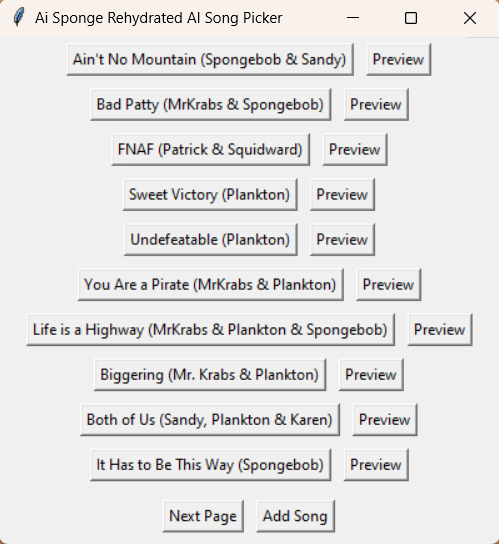 Ai Sponge Rehydrated AI Song Picker
Ain't No Mountain (Spongebob & Sandy) Preview
Bad Patty (MrKrabs & Spongebob) Preview
FNAF (Patrick & Squidward) Preview
Sweet Victory (Plankton) Preview
Undefeatable (Plankton) Preview
You Are a Pirate (MrKrabs & Plankton) Preview
Life is a Highway (MrKrabs & Plankton & Spongebob) Preview
Biggering (Mr. Krabs & Plankton) Preview
Both of Us (Sandy, Plankton & Karen) Preview
It Has to Be This Way (Spongebob) Preview
Next Page Add Song